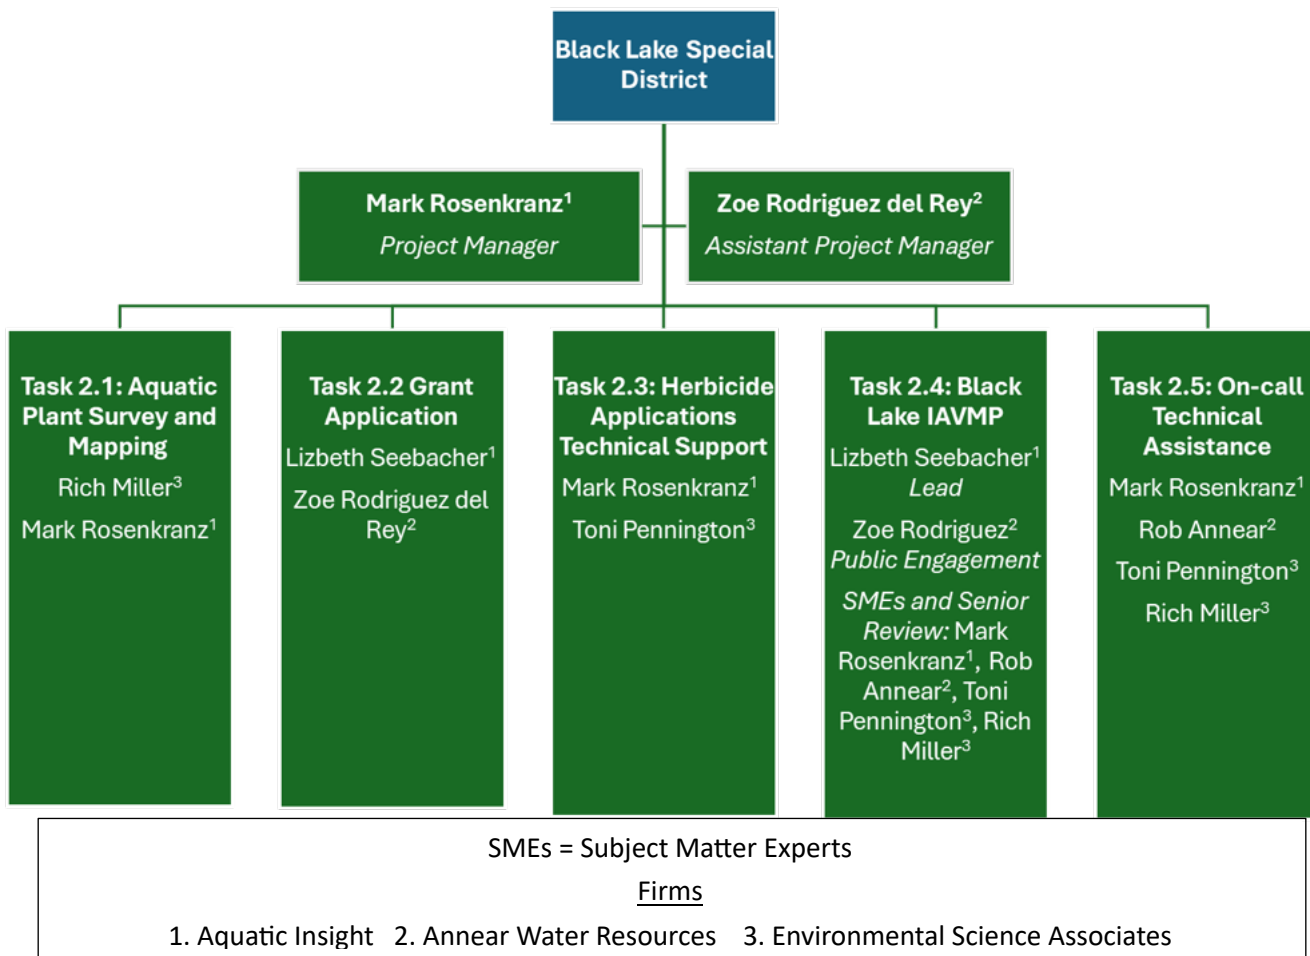 Black Lake Special
District
Mark Rosenkranz¹
Project Manager
Zoe Rodriguez del Rey²
Assistant Project Manager
Task 2.1: Aquatic
Plant Survey and
Mapping
Rich Miller³
Mark Rosenkranz¹
Task 2.2 Grant
Application
Lizbeth Seebacher¹
Zoe Rodriguez del
Rey²
Task 2.3: Herbicide
Applications
Technical Support
Mark Rosenkranz¹
Toni Pennington³
Task 2.4: Black
Lake IAVMP
Lizbeth Seebacher¹
Lead
Zoe Rodriguez²
Public Engagement
SMEs and Senior
Review: Mark
Rosenkranz¹, Rob
Annear², Toni
Pennington³, Rich
Miller³
Task 2.5: On-call
Technical
Assistance
Mark Rosenkranz¹
Rob Annear²
Toni Pennington³
Rich Miller³
SMEs = Subject Matter Experts
Firms
1. Aquatic Insight 2. Annear Water Resources 3. Environmental Science Associates